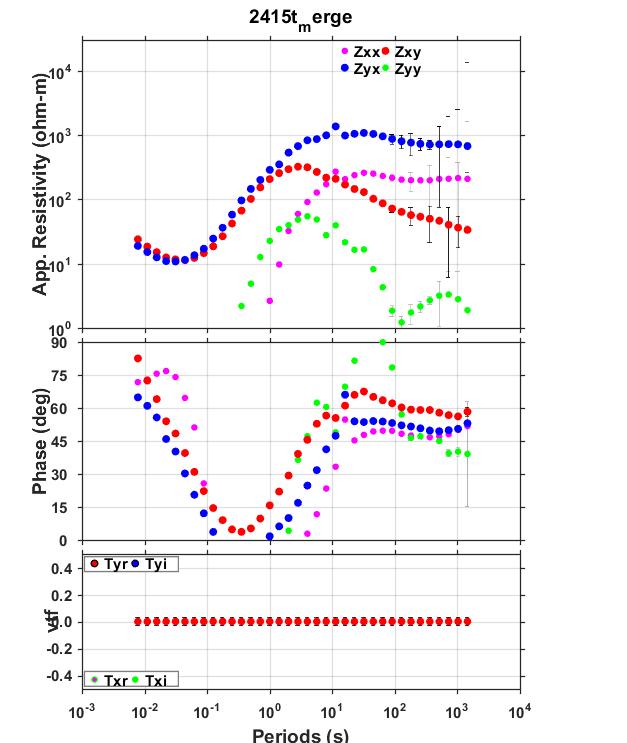 2415t_merge
Zxx Zxy
Zyx Zyy
App. Resistivity (ohm-m)
10^4
10^3
10^2
10^1
10^0
Phase (deg)
90
75
60
45
30
15
0
Tyr Tyi
vtf
0.4
0.2
0.0
-0.2
-0.4
Txr Txi
10^-3 10^-2 10^-1 10^0 10^1 10^2 10^3 10^4
Periods (s)